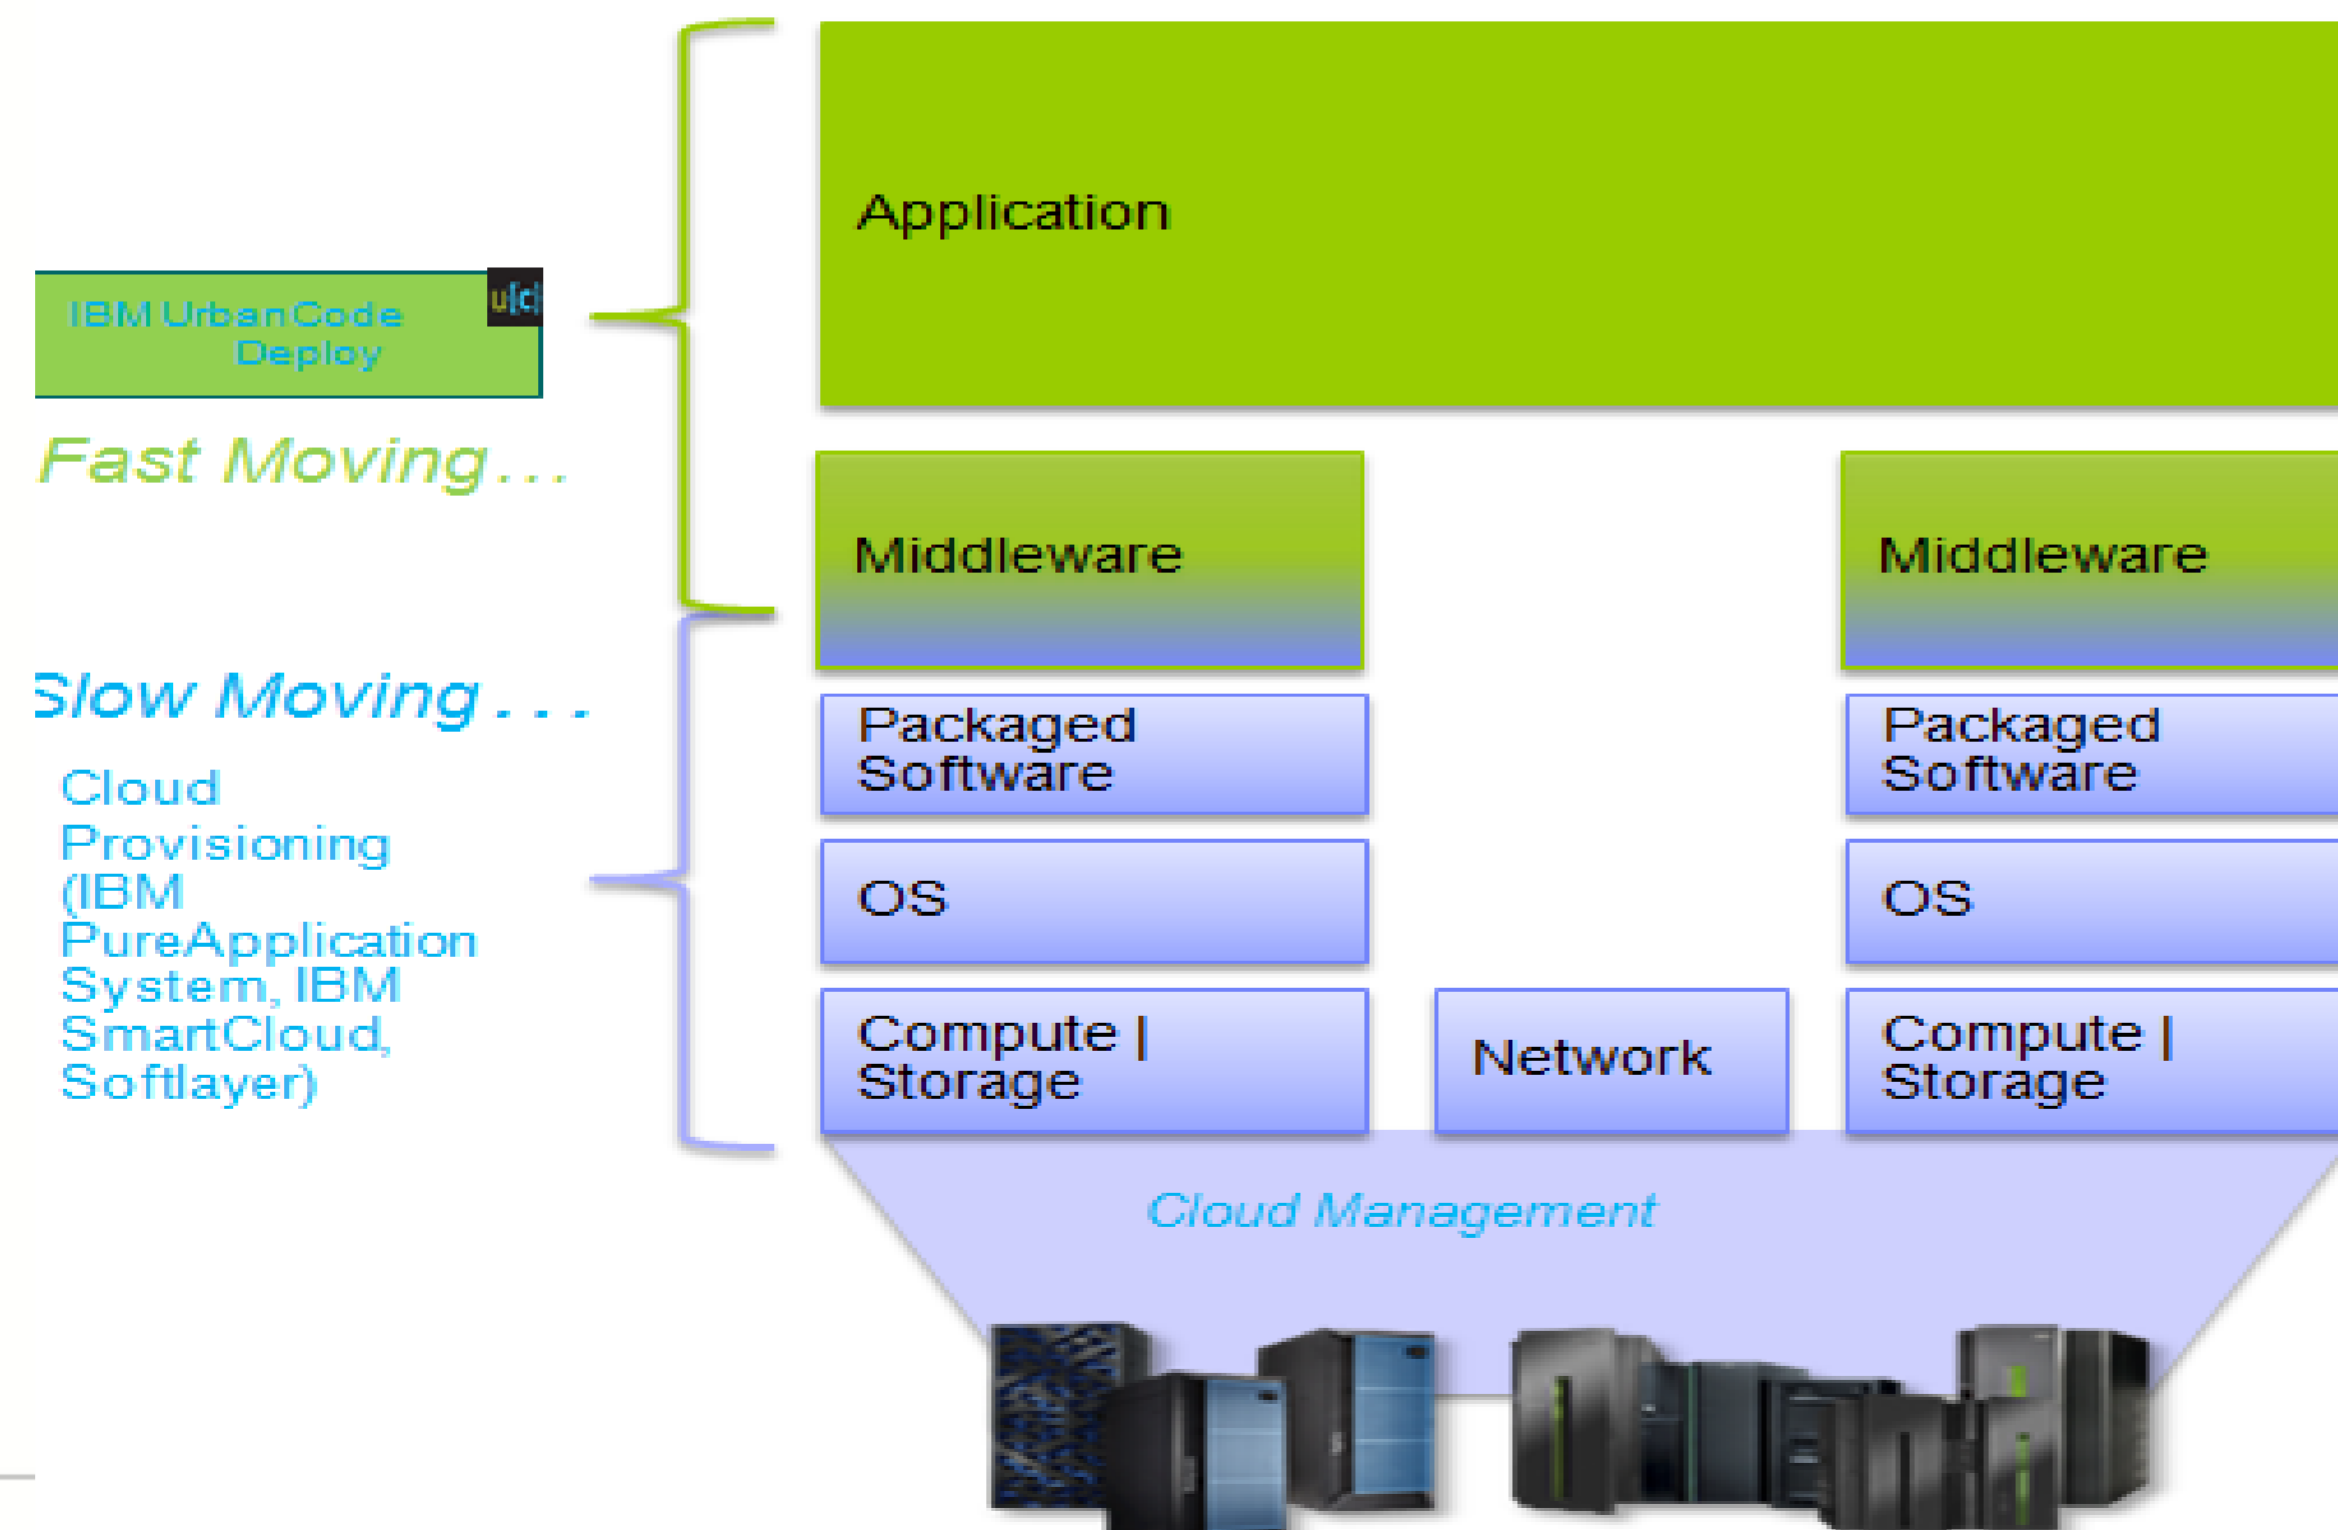 Application
IBM UrbanCode
Deploy
u[c]
Fast Moving...
Middleware
Middleware
Slow Moving...
Cloud
Provisioning
(IBM
PureApplication
System, IBM
SmartCloud,
Softlayer)
Packaged
Software
Packaged
Software
OS
OS
Compute |
Storage
Network
Compute |
Storage
Cloud Management